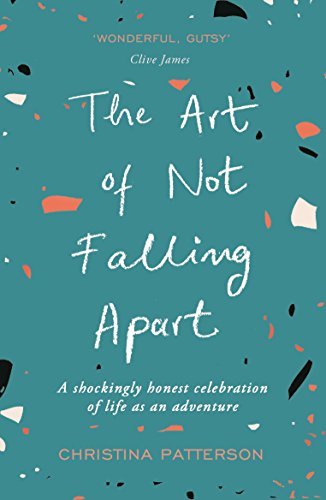 ‘WONDERFUL, GUTSY’
Clive James
The Art
of Not
Falling
Apart
A shockingly honest celebration
of life as an adventure
CHRISTINA PATTERSON